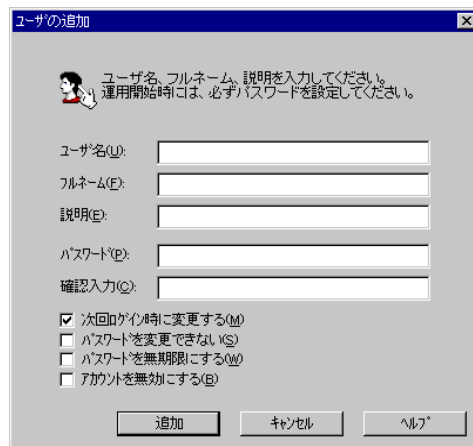 ユーザの追加
ユーザ名、フルネーム、説明を入力してください。
運用開始時には、必ずパスワードを設定してください。
ユーザ名(U):
フルネーム(F):
説明(E):
パスワード(P):
確認入力(C):
次回ログイン時に変更する(M)
パスワードを変更できない(S)
パスワードを無期限にする(W)
アカウントを無効にする(B)
追加 キャンセル ヘルプ